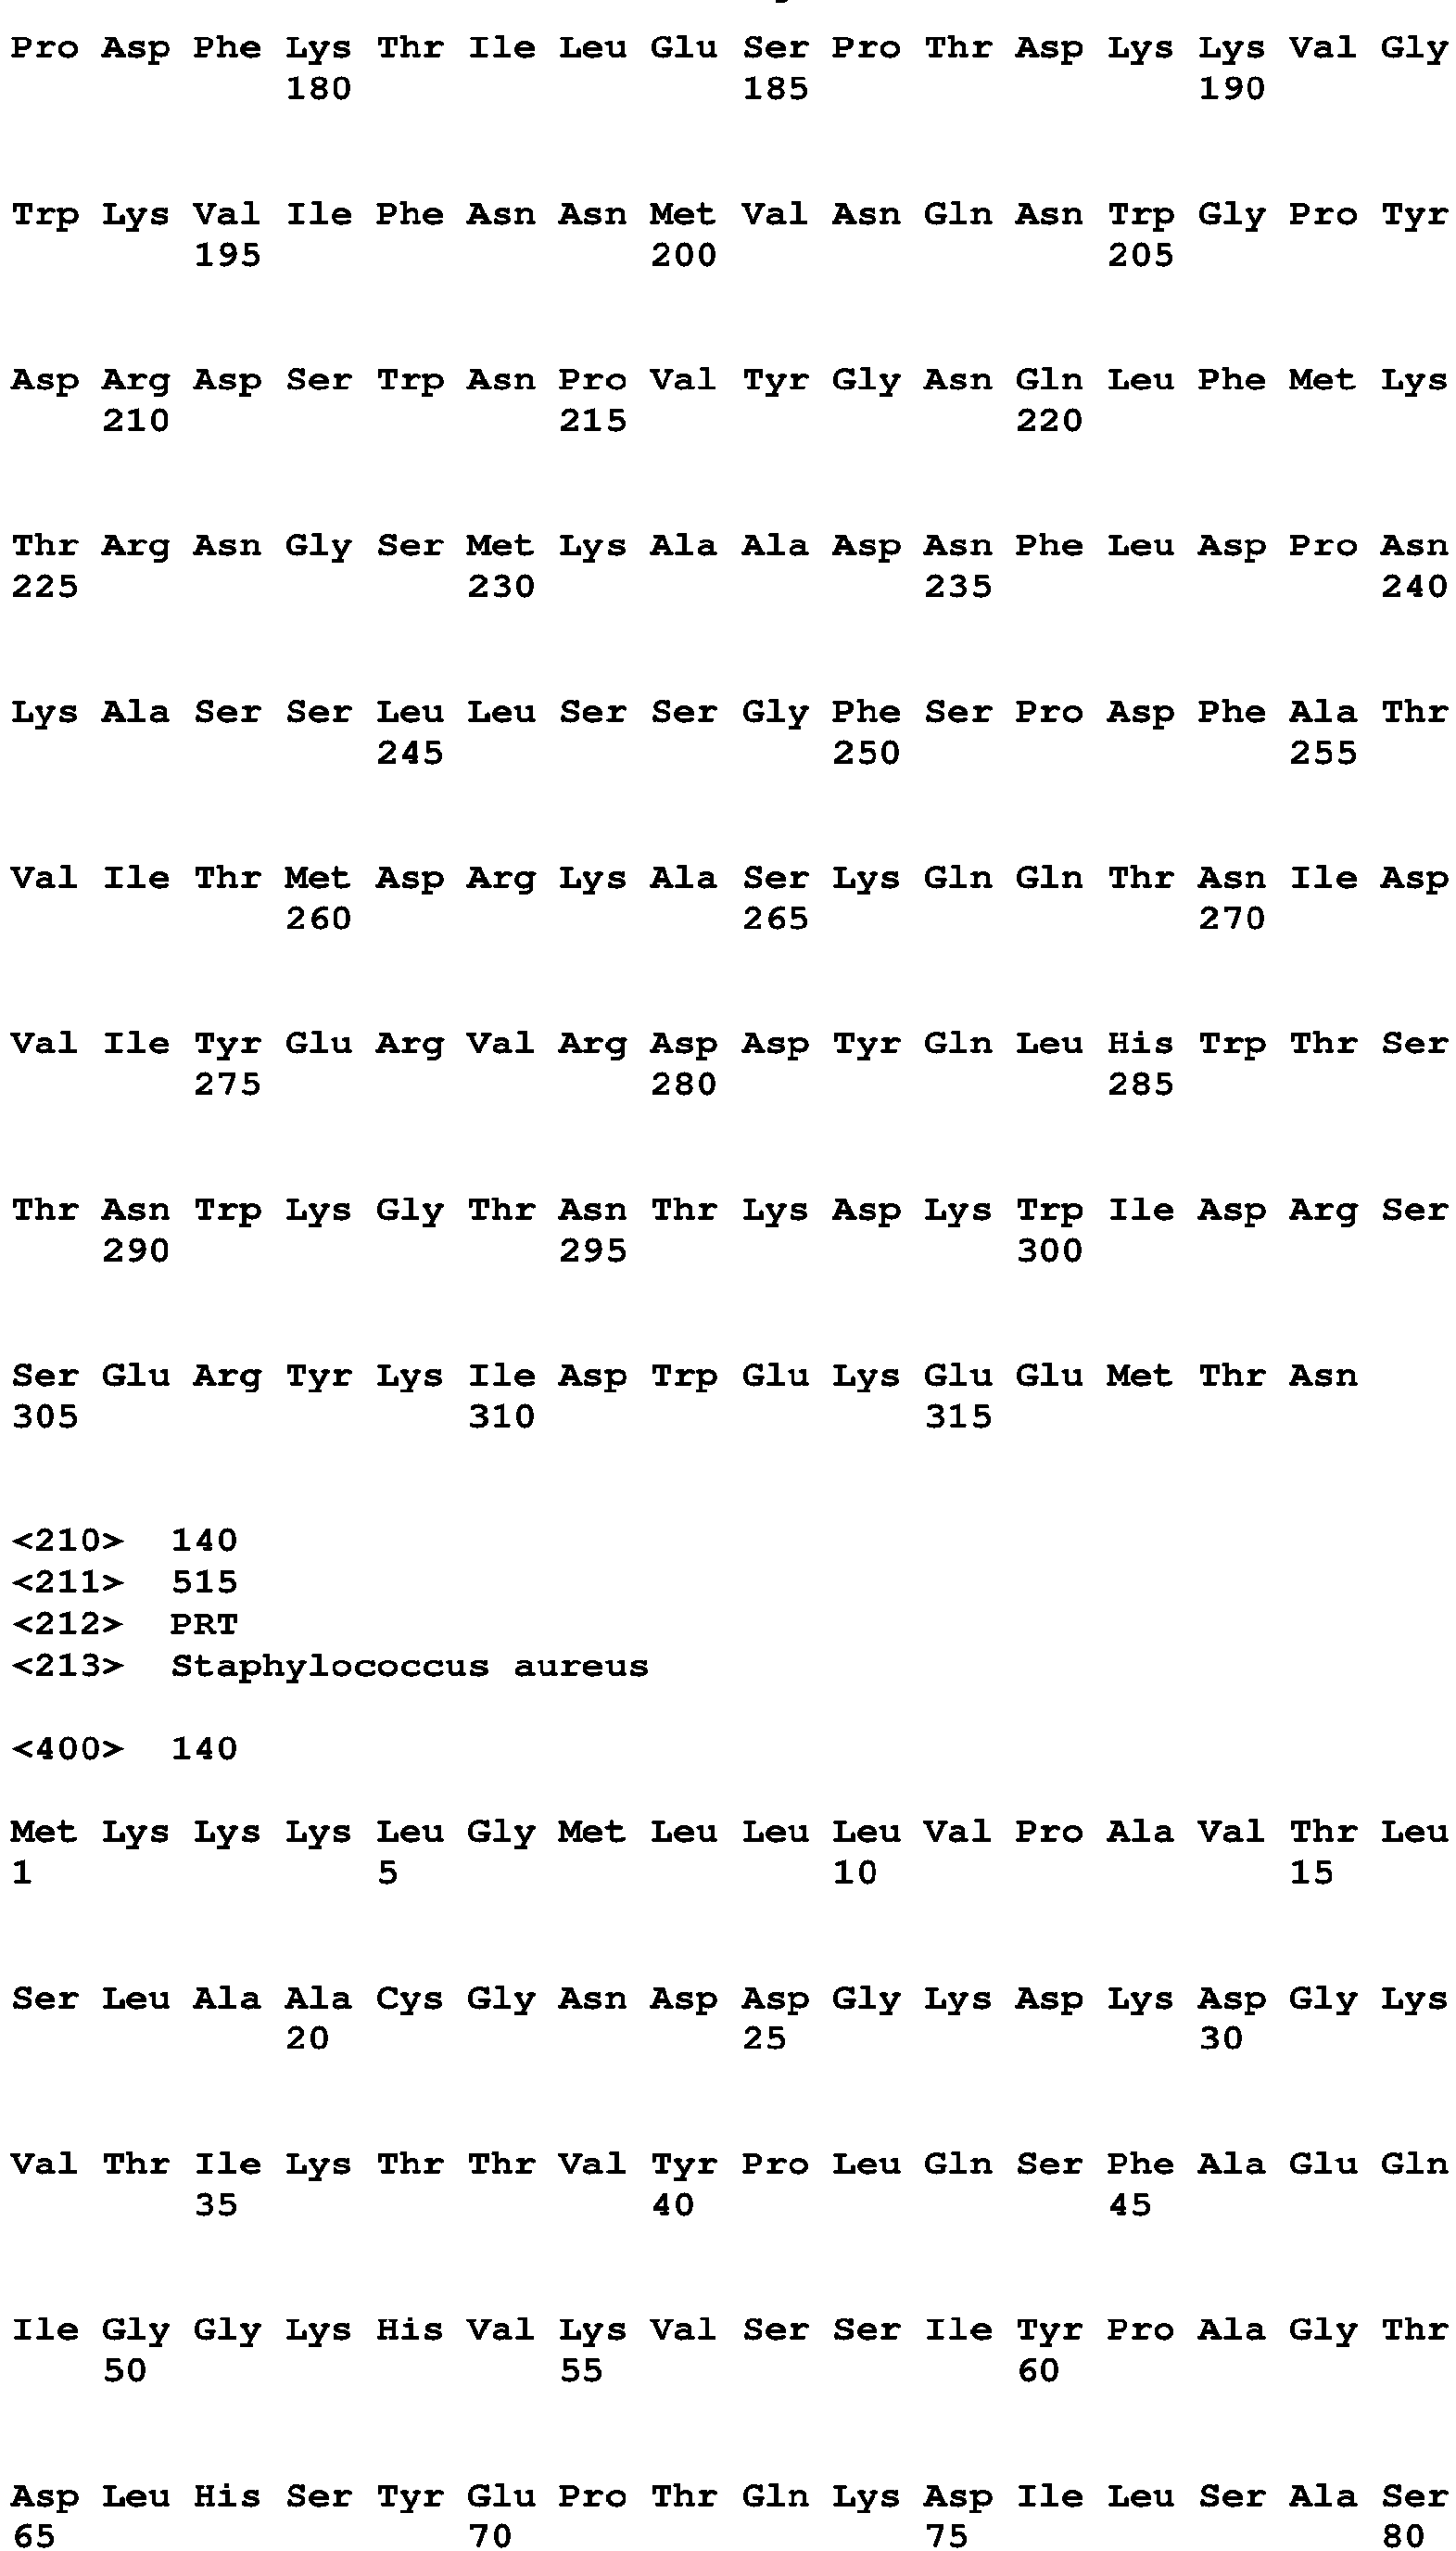 Pro Asp Phe Lys Thr Ile Leu Glu Ser Pro Thr Asp Lys Lys Val Gly
180 185 190
Trp Lys Val Ile Phe Asn Asn Met Val Asn Gln Asn Trp Gly Pro Tyr
195 200 205
Asp Arg Asp Ser Trp Asn Pro Val Tyr Gly Asn Gln Leu Phe Met Lys
210 215 220
Thr Arg Asn Gly Ser Met Lys Ala Ala Asp Asn Phe Leu Asp Pro Asn
225 230 235 240
Lys Ala Ser Ser Leu Leu Ser Ser Gly Phe Ser Pro Asp Phe Ala Thr
245 250 255
Val Ile Thr Met Asp Arg Lys Ala Ser Lys Gln Gln Thr Asn Ile Asp
260 265 270
Val Ile Tyr Glu Arg Val Arg Asp Asp Tyr Gln Leu His Trp Thr Ser
275 280 285
Thr Asn Trp Lys Gly Thr Asn Thr Lys Asp Lys Trp Ile Asp Arg Ser
290 295 300
Ser Glu Arg Tyr Lys Ile Asp Trp Glu Lys Glu Glu Met Thr Asn
305 310 315
<210> 140
<211> 515
<212> PRT
<213> Staphylococcus aureus
<400> 140
Met Lys Lys Lys Leu Gly Met Leu Leu Leu Val Pro Ala Val Thr Leu
1 5 10 15
Ser Leu Ala Ala Cys Gly Asn Asp Asp Gly Lys Asp Lys Asp Gly Lys
20 25 30
Val Thr Ile Lys Thr Thr Val Tyr Pro Leu Gln Ser Phe Ala Glu Gln
35 40 45
Ile Gly Gly Lys His Val Lys Val Ser Ser Ile Tyr Pro Ala Gly Thr
50 55 60
Asp Leu His Ser Tyr Glu Pro Thr Gln Lys Asp Ile Leu Ser Ala Ser
65 70 75 80